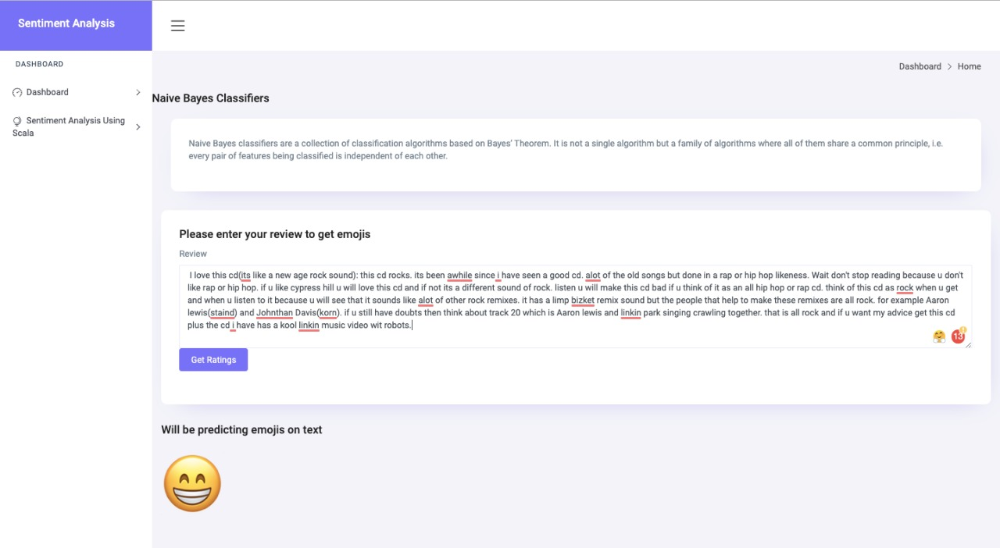 Sentiment Analysis
DASHBOARD
Dashboard
Sentiment Analysis Using
Scala
Dashboard > Home
Naive Bayes Classifiers
Naive Bayes classifiers are a collection of classification algorithms based on Bayes' Theorem. It is not a single algorithm but a family of algorithms where all of them share a common principle, i.e.
every pair of features being classified is independent of each other.
Please enter your review to get emojis
Review
I love this cd(its like a new age rock sound): this cd rocks. its been awhile since i have seen a good cd. alot of the old songs but done in a rap or hip hop likeness. Wait don't stop reading because u don't
like rap or hip hop. if u like cypress hill u will love this cd and if not its a different sound of rock. listen u will make this cd bad if u think of it as an all hip hop or rap cd. think of this cd as rock when u get
and when u listen to it because u will see that it sounds like alot of other rock remixes. it has a limp bizket remix sound but the people that help to make these remixes are all rock. for example Aaron
lewis(staind) and Johnthan Davis(korn). if u still have doubts then think about track 20 which is Aaron lewis and linkin park singing crawling together. that is all rock and if u want my advice get this cd
plus the cd i have has a kool linkin music video wit robots.
13
Get Ratings
Will be predicting emojis on text